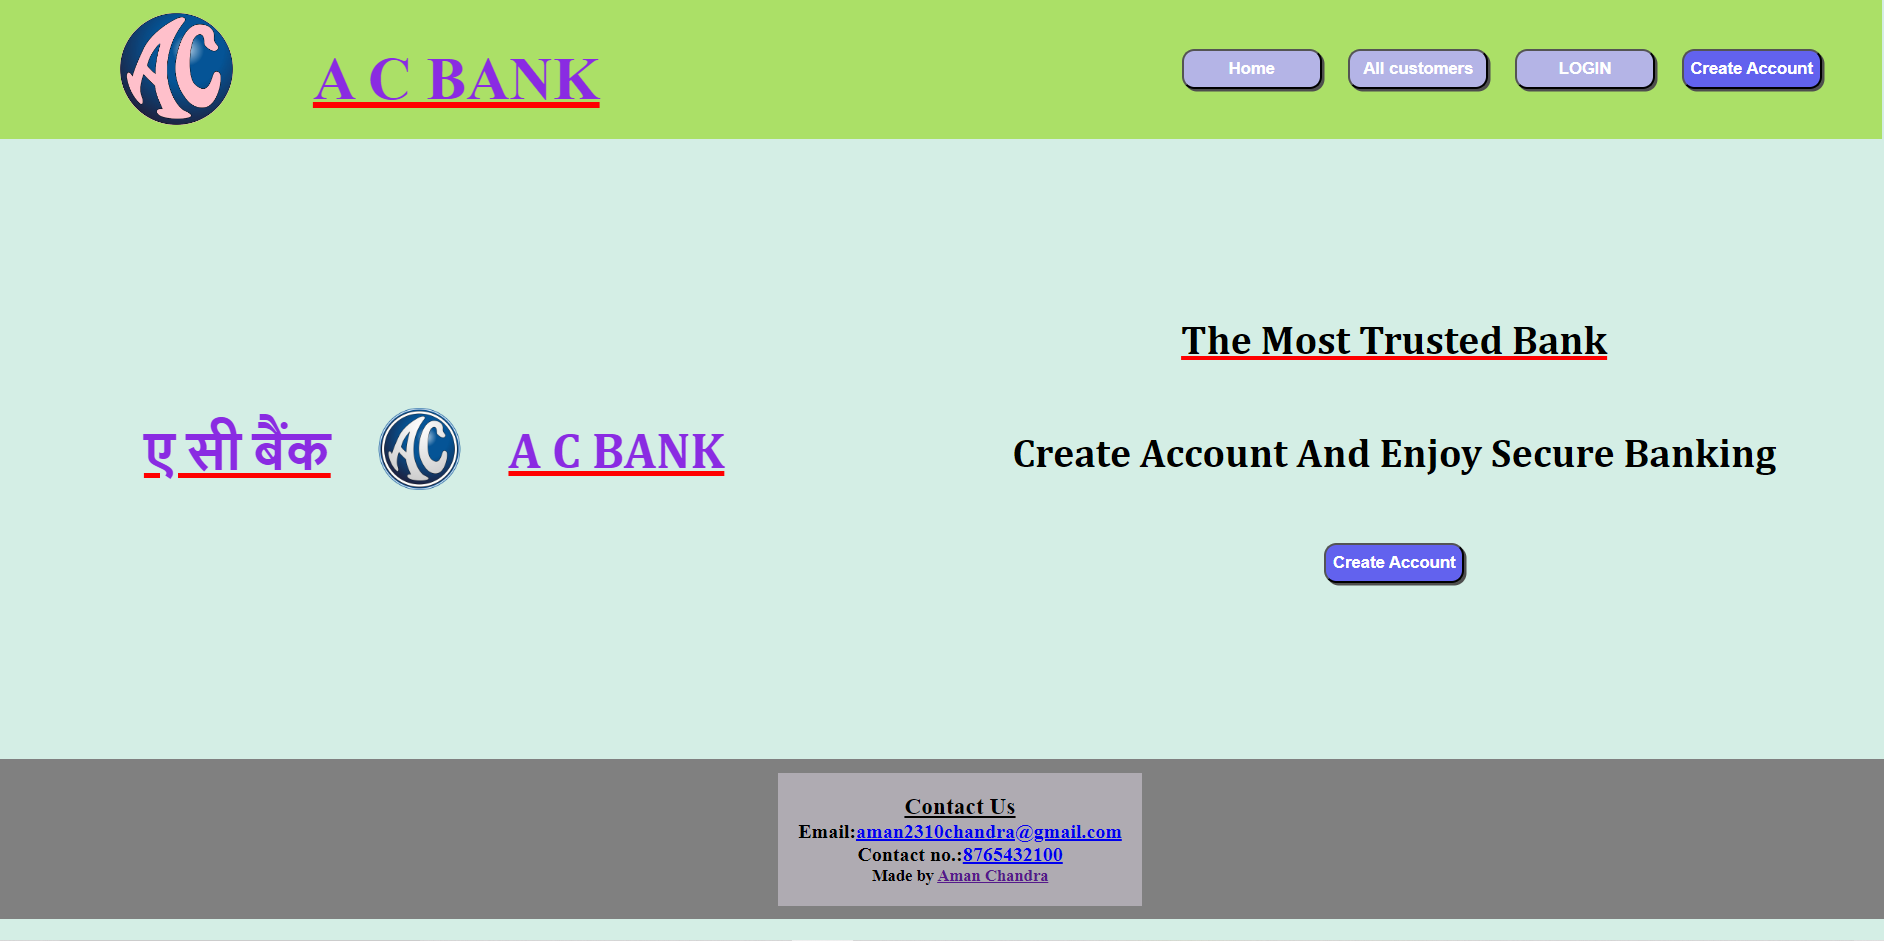 AC
A C BANK
Home
All customers
LOGIN
Create Account
ए सी बैंक
AC
A C BANK
The Most Trusted Bank
Create Account And Enjoy Secure Banking
Create Account
Contact Us
Email:aman2310chandra@gmail.com
Contact no.:8765432100
Made by Aman Chandra